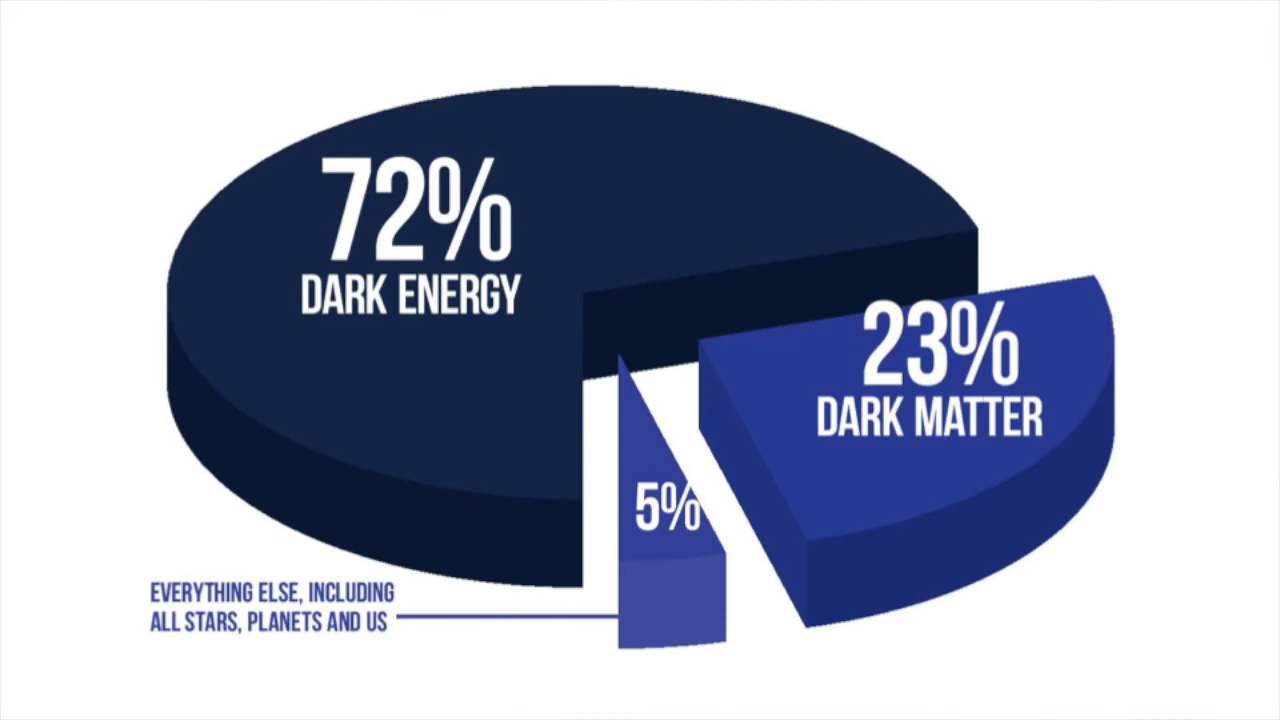 72%
DARK ENERGY
23%
DARK MATTER
5%
EVERYTHING ELSE, INCLUDING
ALL STARS, PLANETS AND US